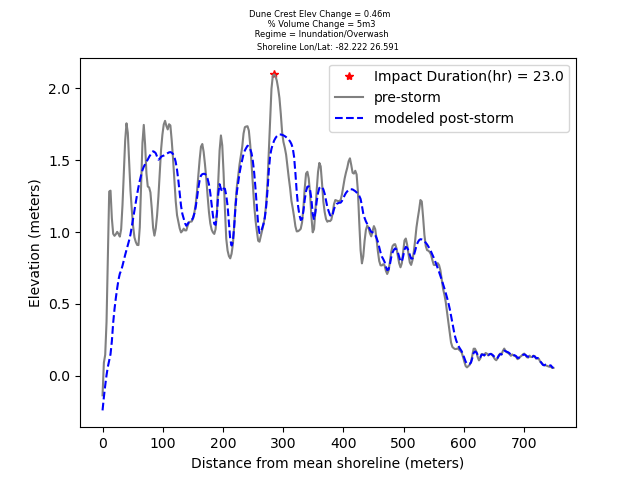 Dune Crest Elev Change = 0.46m
% Volume Change = 5m3
Regime = Inundation/Overwash
Shoreline Lon/Lat: -82.222 26.591
Impact Duration(hr) = 23.0
pre-storm
modeled post-storm
2.0
1.5
1.0
0.5
0.0
Elevation (meters)
0 100 200 300 400 500 600 700
Distance from mean shoreline (meters)